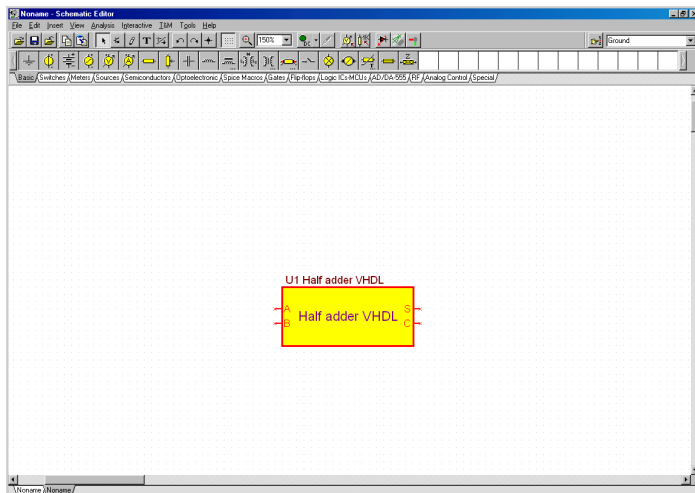 Noname - Schematic Editor
File Edit Insert View Analysis Interactive T&M Tools Help
150% Ground
Basic Switches Meters Sources Semiconductors Optoelectronic Spice Macros Gates Flip-flops Logic ICs-MCUs AD/DA-555 RF Analog Control Special
U1 Half adder VHDL
A S
Half adder VHDL
B C
Noname Noname